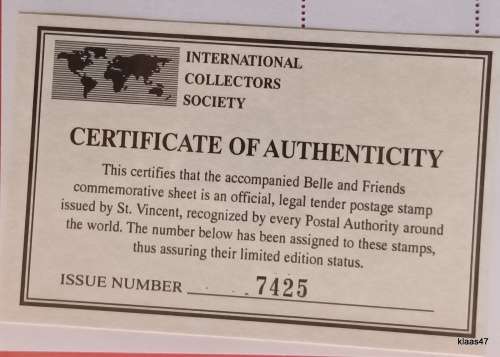 INTERNATIONAL
COLLECTORS
SOCIETY
CERTIFICATE OF AUTHENTICITY
This certifies that the accompanied Belle and Friends
commemorative sheet is an official, legal tender postage stamp
issued by St. Vincent, recognized by every Postal Authority around
the world. The number below has been assigned to these stamps,
thus assuring their limited edition status.
ISSUE NUMBER 7425
klaas47